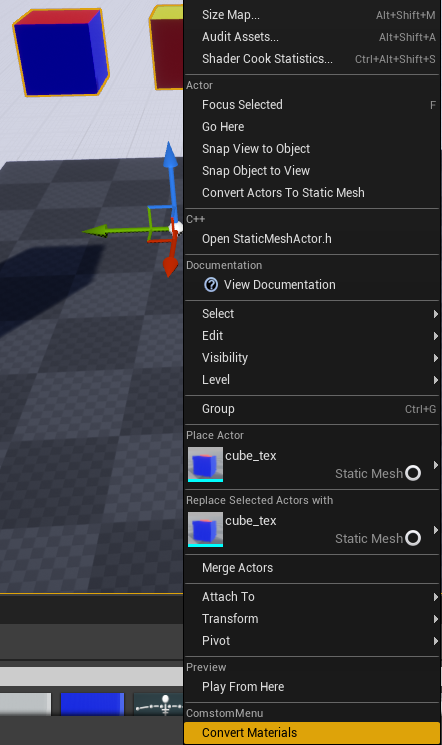 Size Map... Alt+Shift+M
Audit Assets... Alt+Shift+A
Shader Cook Statistics... Ctrl+Alt+Shift+S
Actor
Focus Selected F
Go Here
Snap View to Object
Snap Object to View
Convert Actors To Static Mesh
C++
Open StaticMeshActor.h
Documentation
View Documentation
Select
Edit
Visibility
Level
Group Ctrl+G
Place Actor
cube_tex
Static Mesh
Replace Selected Actors with
cube_tex
Static Mesh
Merge Actors
Attach To
Transform
Pivot
Preview
Play From Here
ComstomMenu
Convert Materials